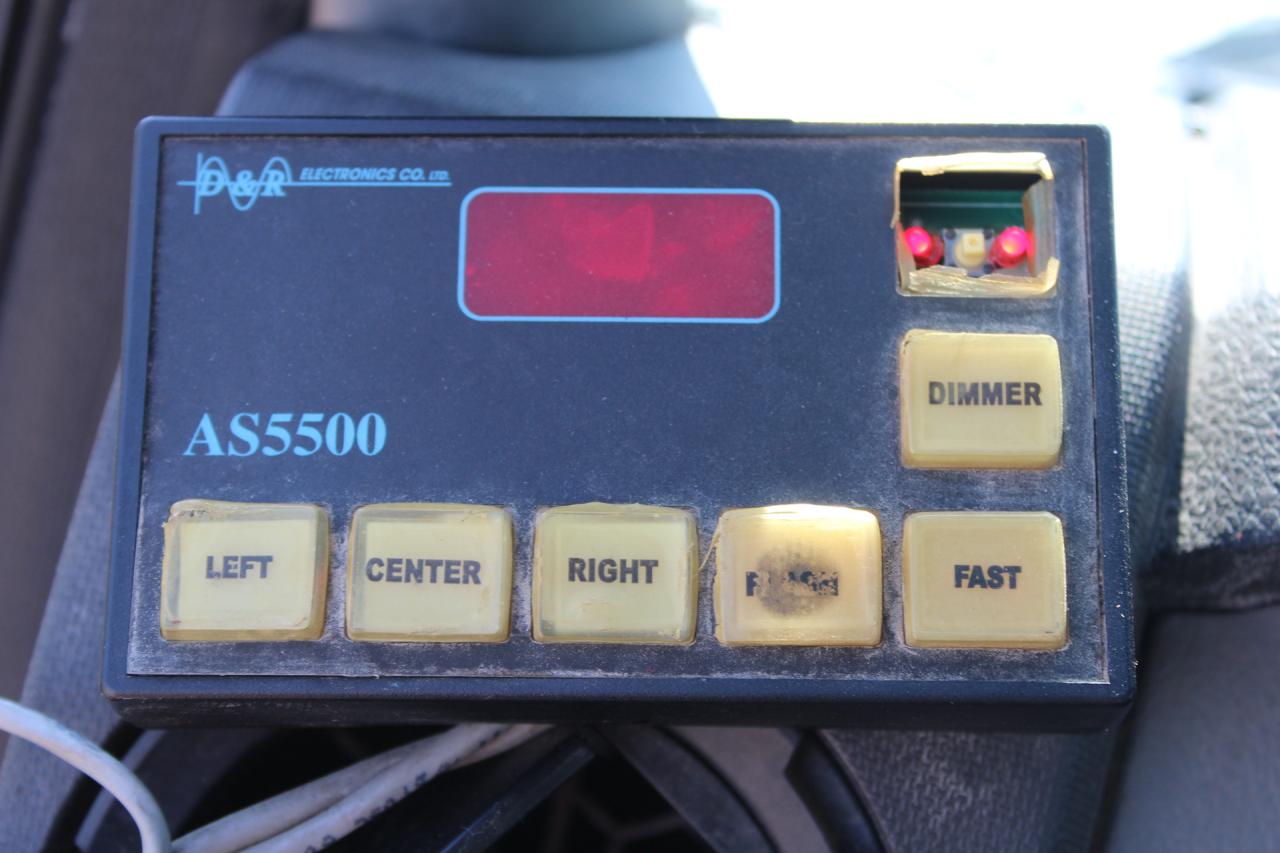 D&R ELECTRONICS CO. LTD.
AS5500
DIMMER
LEFT
CENTER
RIGHT
FAST